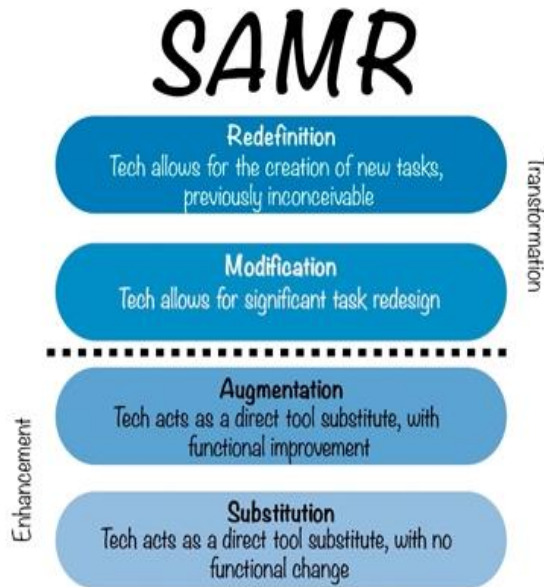 SAMR
Redefinition
Tech allows for the creation of new tasks,
previously inconceivable
Transformation
Modification
Tech allows for significant task redesign
Augmentation
Tech acts as a direct tool substitute, with
functional improvement
Enhancement
Substitution
Tech acts as a direct tool substitute, with no
functional change